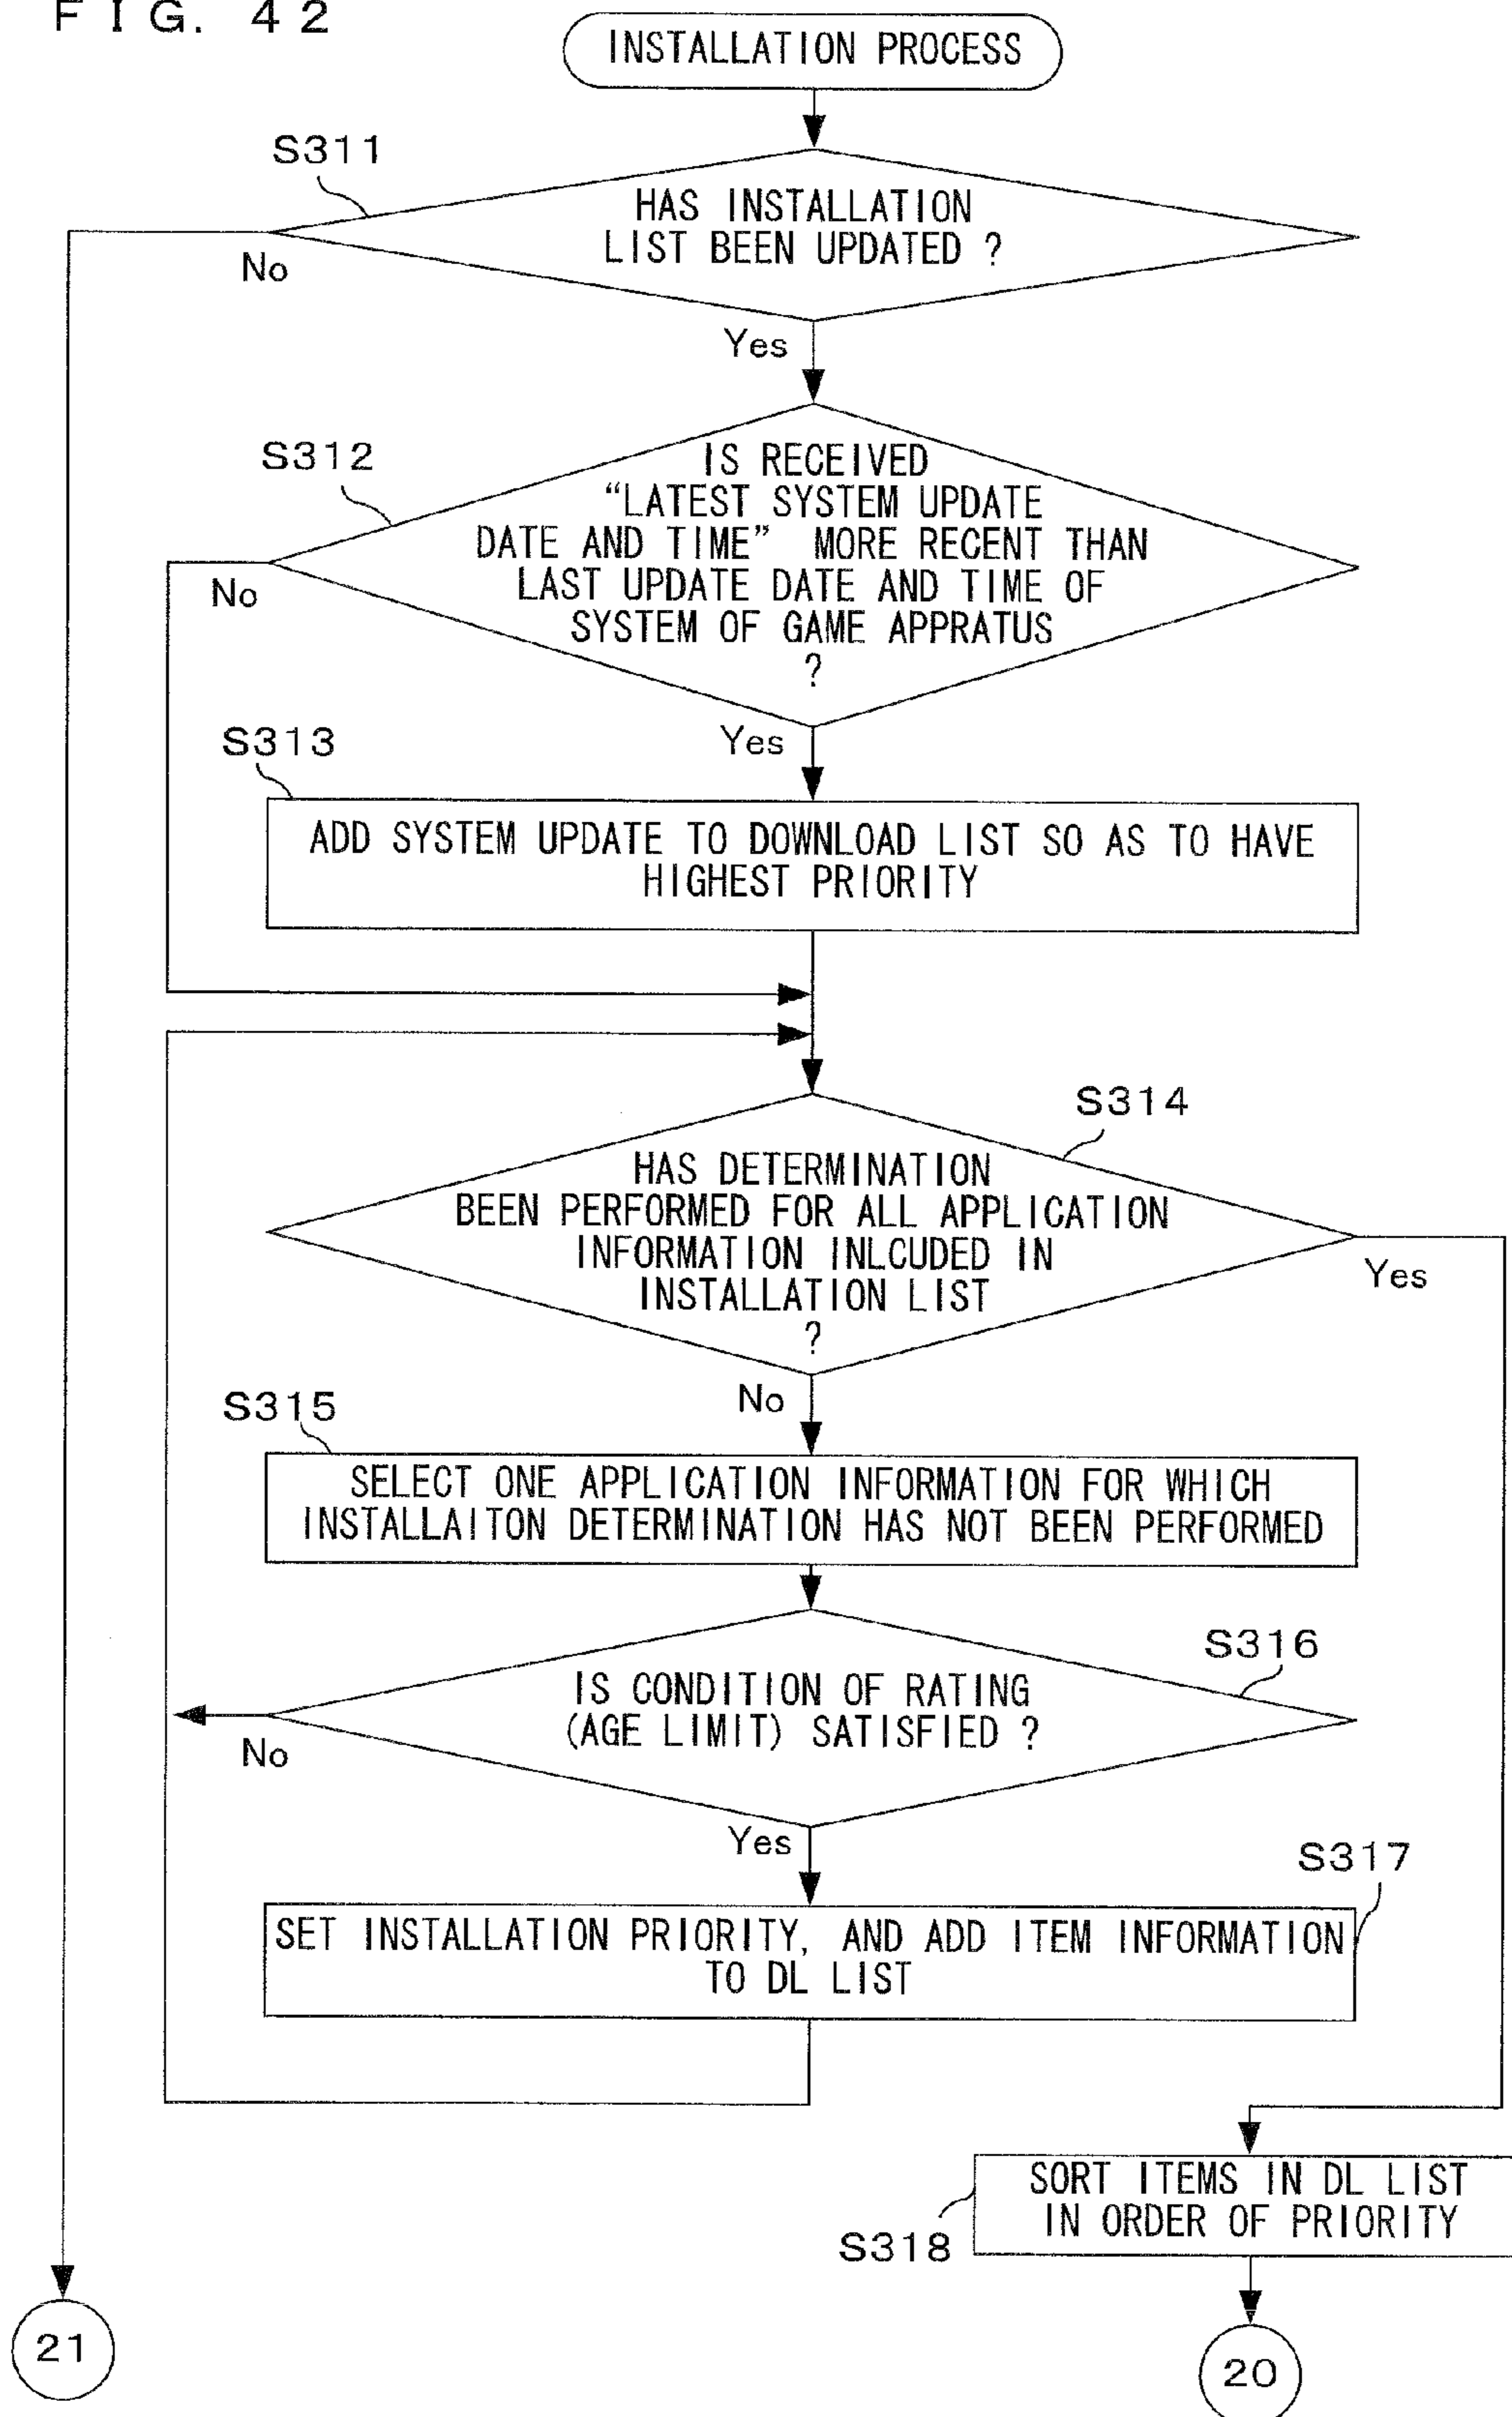 FIG. 42
INSTALLATION PROCESS
S311
HAS INSTALLATION
LIST BEEN UPDATED ?
No
Yes
S312
IS RECEIVED
“LATEST SYSTEM UPDATE
DATE AND TIME” MORE RECENT THAN
LAST UPDATE DATE AND TIME OF
SYSTEM OF GAME APPRATUS
?
No
Yes
S313
ADD SYSTEM UPDATE TO DOWNLOAD LIST SO AS TO HAVE
HIGHEST PRIORITY
S314
HAS DETERMINATION
BEEN PERFORMED FOR ALL APPLICATION
INFORMATION INLCUDED IN
INSTALLATION LIST
?
Yes
No
S315
SELECT ONE APPLICATION INFORMATION FOR WHICH
INSTALLAITON DETERMINATION HAS NOT BEEN PERFORMED
S316
IS CONDITION OF RATING
(AGE LIMIT) SATISFIED ?
No
Yes
S317
SET INSTALLATION PRIORITY, AND ADD ITEM INFORMATION
TO DL LIST
SORT ITEMS IN DL LIST
IN ORDER OF PRIORITY
S318
21
20